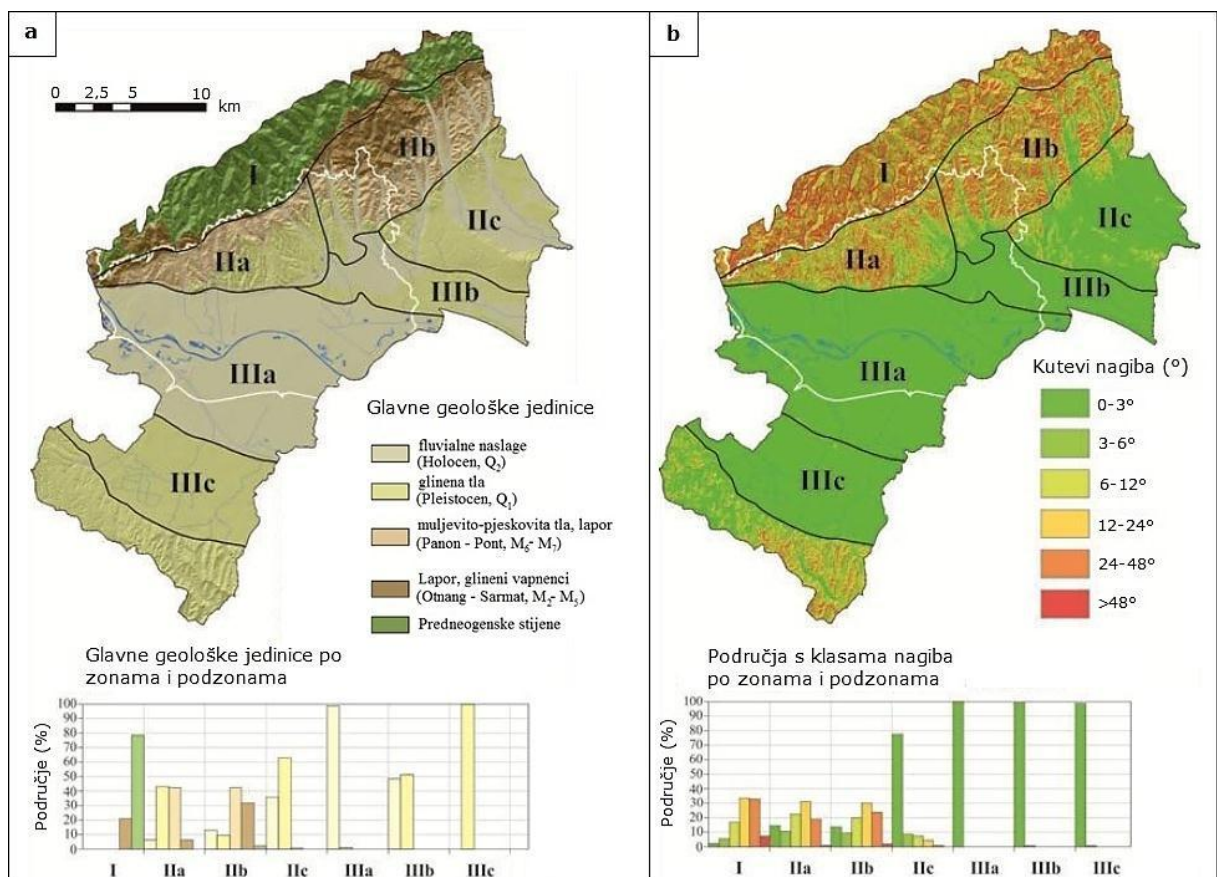 a
0 2,5 5 10 km
I
IIb
IIc
IIa
IIIb
IIIa
IIIc
Glavne geološke jedinice
fluvialne naslage
(Holocen, Q₂)
glinena tla
(Pleistocen, Q₁)
muljevito-pjeskovita tla, lapor
(Panon - Pont, M₆- M₇)
Lapor, glineni vapnenci
(Otnang - Sarmat, M₂- M₅)
Predneogenske stijene
Glavne geološke jedinice po
zonama i podzonama
Područje (%)
100
90
80
70
60
50
40
30
20
10
0
I IIa IIb IIc IIIa IIIb IIIc
b
I
IIb
IIc
IIa
IIIb
IIIa
IIIc
Kutevi nagiba (°)
0-3°
3-6°
6-12°
12-24°
24-48°
>48°
Područja s klasama nagiba
po zonama i podzonama
Područje (%)
100
90
80
70
60
50
40
30
20
10
0
I IIa IIb IIc IIIa IIIb IIIc